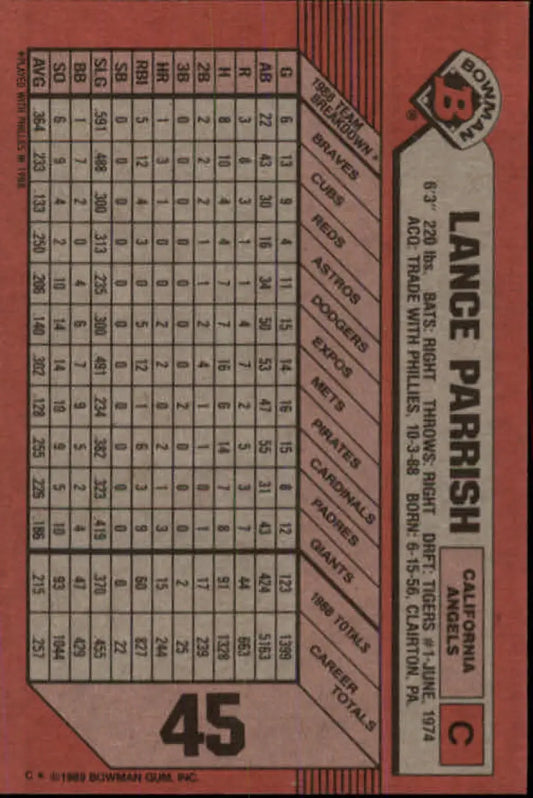 BOWMAN
B
®
LANCE PARRISH
CALIFORNIA
ANGELS
C
6'3" 220 lbs. BATS: RIGHT THROWS: RIGHT DRFT: TIGERS #1-JUNE, 1974
ACQ: TRADE WITH PHILLIES, 10-3-88 BORN: 6-15-56, CLAIRTON, PA.
1988 TEAM
BREAKDOWN* G AB R H 2B 3B HR RBI SB SLG BB SO AVG
BRAVES 6 22 3 8 2 0 1 5 0 .591 1 6 .364
CUBS 13 43 6 10 2 0 3 12 0 .488 7 9 .233
REDS 9 30 3 4 2 0 1 4 0 .300 2 4 .133
ASTROS 4 16 1 4 1 0 0 3 0 .313 0 2 .250
DODGERS 11 34 1 7 1 0 0 0 0 .235 4 10 .206
EXPOS 15 50 4 7 2 0 2 5 0 .300 6 14 .140
METS 14 53 7 16 4 0 2 12 0 .491 7 14 .302
PIRATES 16 47 2 6 1 2 0 1 0 .234 9 10 .128
CARDINALS 15 55 5 14 1 0 2 6 0 .382 5 9 .255
PADRES 8 31 3 7 0 0 1 3 0 .323 2 5 .226
GIANTS 12 43 7 8 1 0 3 9 0 .419 4 10 .186
1988 TOTALS 123 424 44 91 17 2 15 60 0 .370 47 93 .215
CAREER TOTALS 1399 5163 663 1328 239 25 244 827 22 .455 429 1044 .257
45
*PLAYED WITH PHILLIES IN 1988
C * ©1989 BOWMAN GUM, INC.